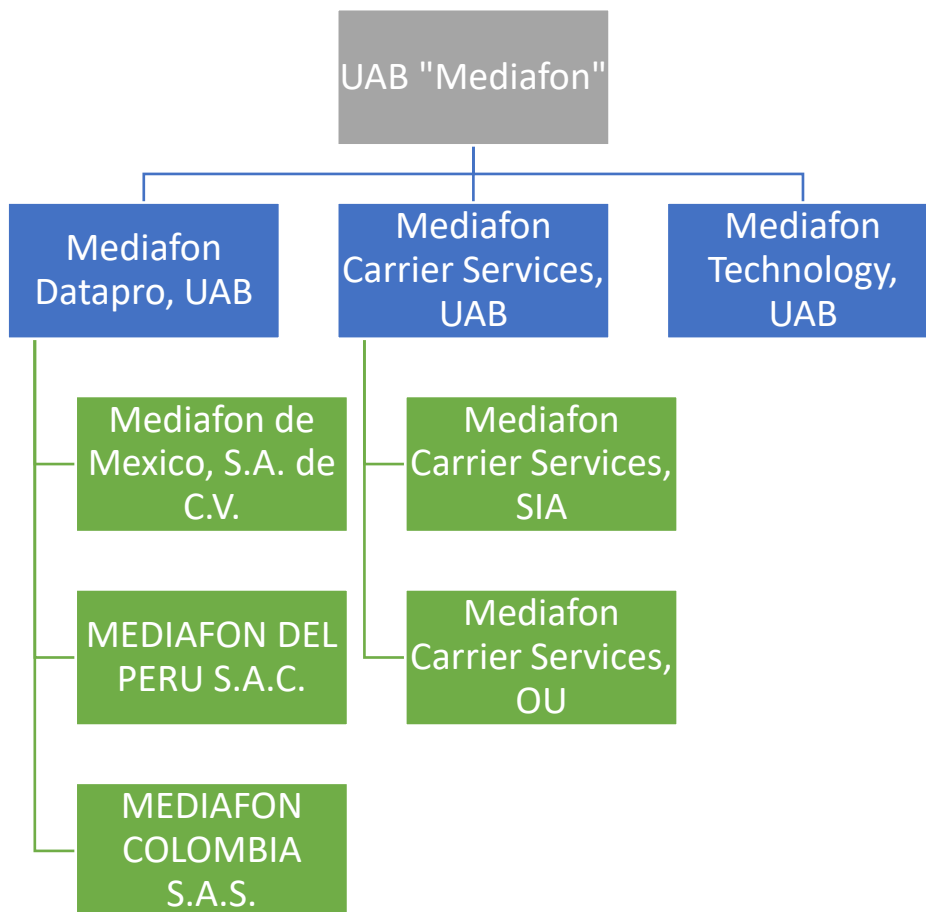 UAB "Mediafon"
Mediafon
Datapro, UAB
Mediafon
Carrier Services,
UAB
Mediafon
Technology,
UAB
Mediafon de
Mexico, S.A. de
C.V.
MEDIAFON DEL
PERU S.A.C.
MEDIAFON
COLOMBIA
S.A.S.
Mediafon
Carrier Services,
SIA
Mediafon
Carrier Services,
OU